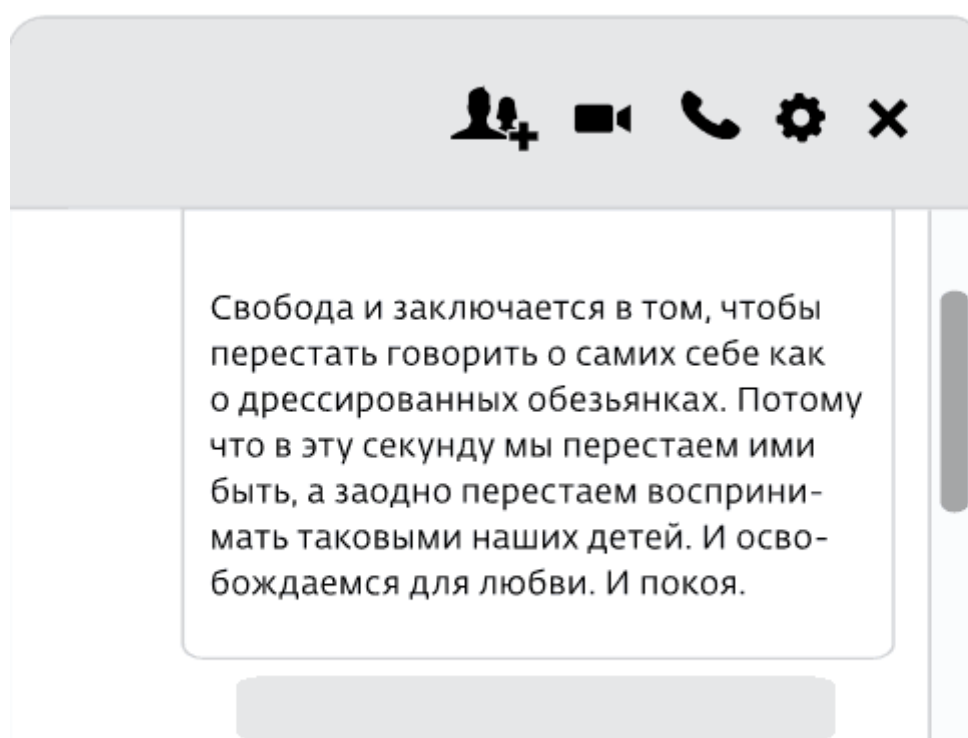 Свобода и заключается в том, чтобы
перестать говорить о самих себе как
о дрессированных обезьянках. Потому
что в эту секунду мы перестаем ими
быть, а заодно перестаем восприни-
мать таковыми наших детей. И осво-
бождаемся для любви. И покоя.